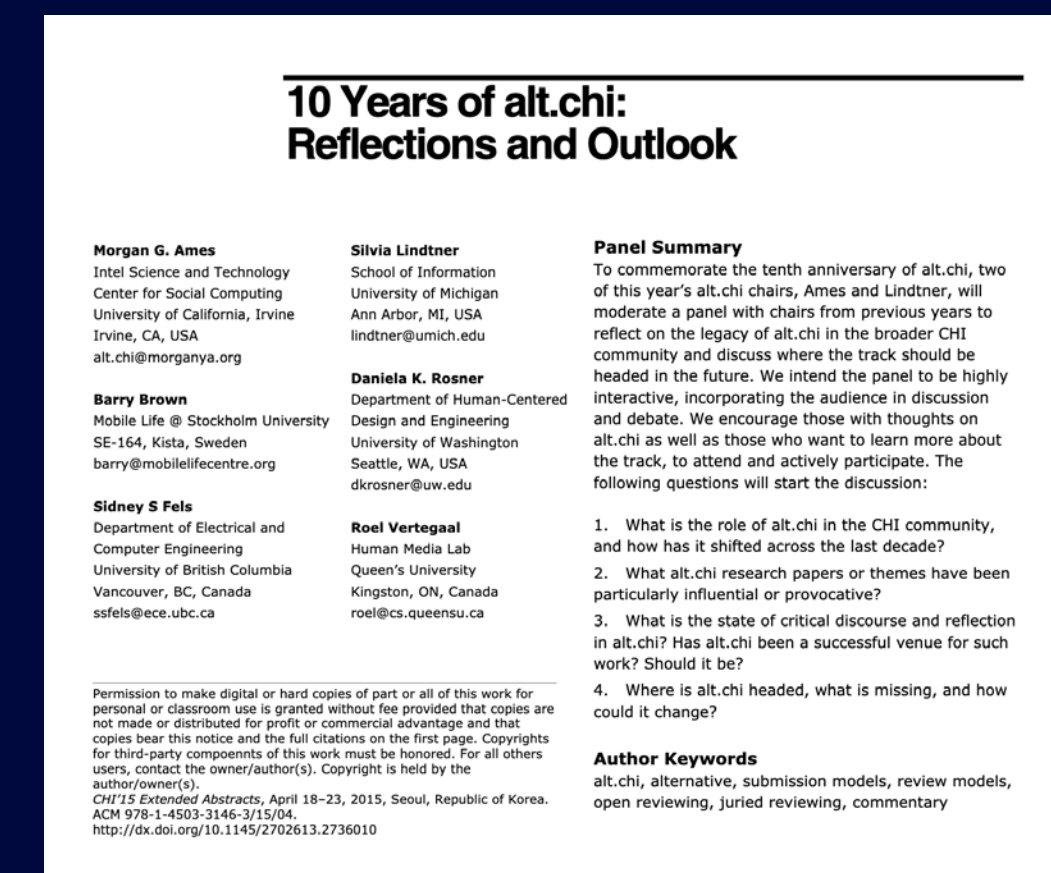 10 Years of alt.chi:
Reflections and Outlook
Morgan G. Ames
Intel Science and Technology
Center for Social Computing
University of California, Irvine
Irvine, CA, USA
alt.chi@morganya.org
Barry Brown
Mobile Life @ Stockholm University
SE-164, Kista, Sweden
barry@mobilelifecentre.org
Sidney S Fels
Department of Electrical and
Computer Engineering
University of British Columbia
Vancouver, BC, Canada
ssfels@ece.ubc.ca
Silvia Lindtner
School of Information
University of Michigan
Ann Arbor, MI, USA
lindtner@umich.edu
Daniela K. Rosner
Department of Human-Centered
Design and Engineering
University of Washington
Seattle, WA, USA
dkrosner@uw.edu
Roel Vertegaal
Human Media Lab
Queen's University
Kingston, ON, Canada
roel@cs.queensu.ca
Permission to make digital or hard copies of part or all of this work for
personal or classroom use is granted without fee provided that copies are
not made or distributed for profit or commercial advantage and that
copies bear this notice and the full citations on the first page. Copyrights
for third-party compoennts of this work must be honored. For all others
users, contact the owner/author(s). Copyright is held by the
author/owner(s).
CHI'15 Extended Abstracts, April 18–23, 2015, Seoul, Republic of Korea.
ACM 978-1-4503-3146-3/15/04.
http://dx.doi.org/10.1145/2702613.2736010
Panel Summary
To commemorate the tenth anniversary of alt.chi, two
of this year's alt.chi chairs, Ames and Lindtner, will
moderate a panel with chairs from previous years to
reflect on the legacy of alt.chi in the broader CHI
community and discuss where the track should be
headed in the future. We intend the panel to be highly
interactive, incorporating the audience in discussion
and debate. We encourage those with thoughts on
alt.chi as well as those who want to learn more about
the track, to attend and actively participate. The
following questions will start the discussion:
1. What is the role of alt.chi in the CHI community,
and how has it shifted across the last decade?
2. What alt.chi research papers or themes have been
particularly influential or provocative?
3. What is the state of critical discourse and reflection
in alt.chi? Has alt.chi been a successful venue for such
work? Should it be?
4. Where is alt.chi headed, what is missing, and how
could it change?
Author Keywords
alt.chi, alternative, submission models, review models,
open reviewing, juried reviewing, commentary